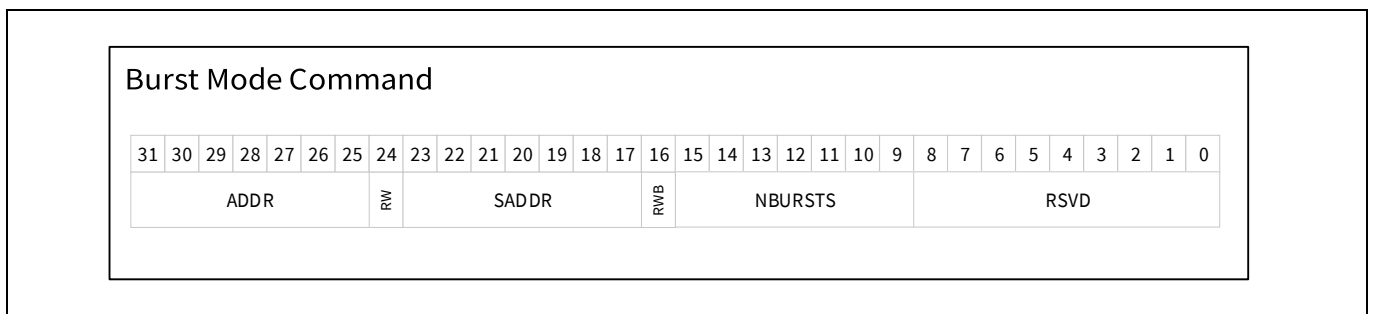 Burst Mode Command
31 30 29 28 27 26 25 24 23 22 21 20 19 18 17 16 15 14 13 12 11 10 9 8 7 6 5 4 3 2 1 0
ADDR RW SADDR RWB NBURSTS RSVD